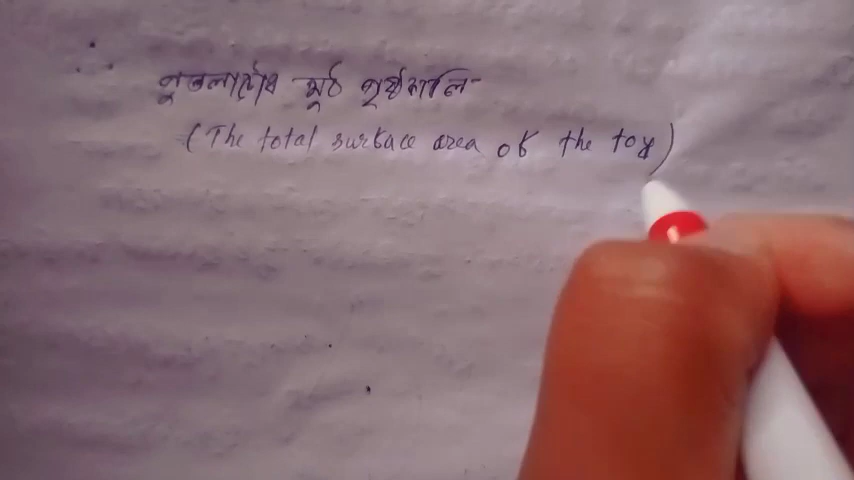 ∴ পুতলাটোৰ মুঠ পৃষ্ঠকালি-
(The total surface area of the toy)